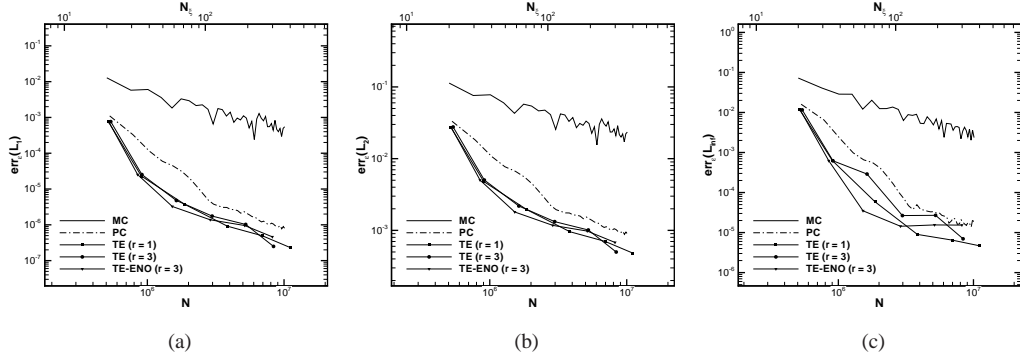 N_ξ
10^1
10^2
10^-1
10^-2
10^-3
10^-4
10^-5
10^-6
10^-7
err_ε(L_1)
MC
PC
TE (r = 1)
TE (r = 3)
TE-ENO (r = 3)
10^6
10^7
N
(a)
N_ξ
10^1
10^2
10^-1
10^-2
10^-3
err_ε(L_2)
MC
PC
TE (r = 1)
TE (r = 3)
TE-ENO (r = 3)
10^6
10^7
N
(b)
N_ξ
10^1
10^2
10^0
10^-1
10^-2
10^-3
10^-4
10^-5
10^-6
err_ε(L_inf)
MC
PC
TE (r = 1)
TE (r = 3)
TE-ENO (r = 3)
10^6
10^7
N
(c)